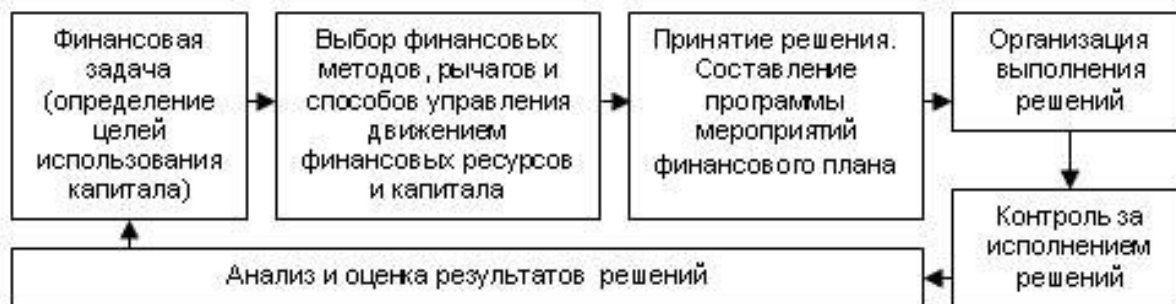 Финансовая
задача
(определение
целей
использования
капитала)
Выбор финансовых
методов, рычагов и
способов управления
движением
финансовых ресурсов
и капитала
Принятие решения.
Составление
программы
мероприятий
финансового плана
Организация
выполнения
решений
Контроль за
исполнением
решений
Анализ и оценка результатов решений